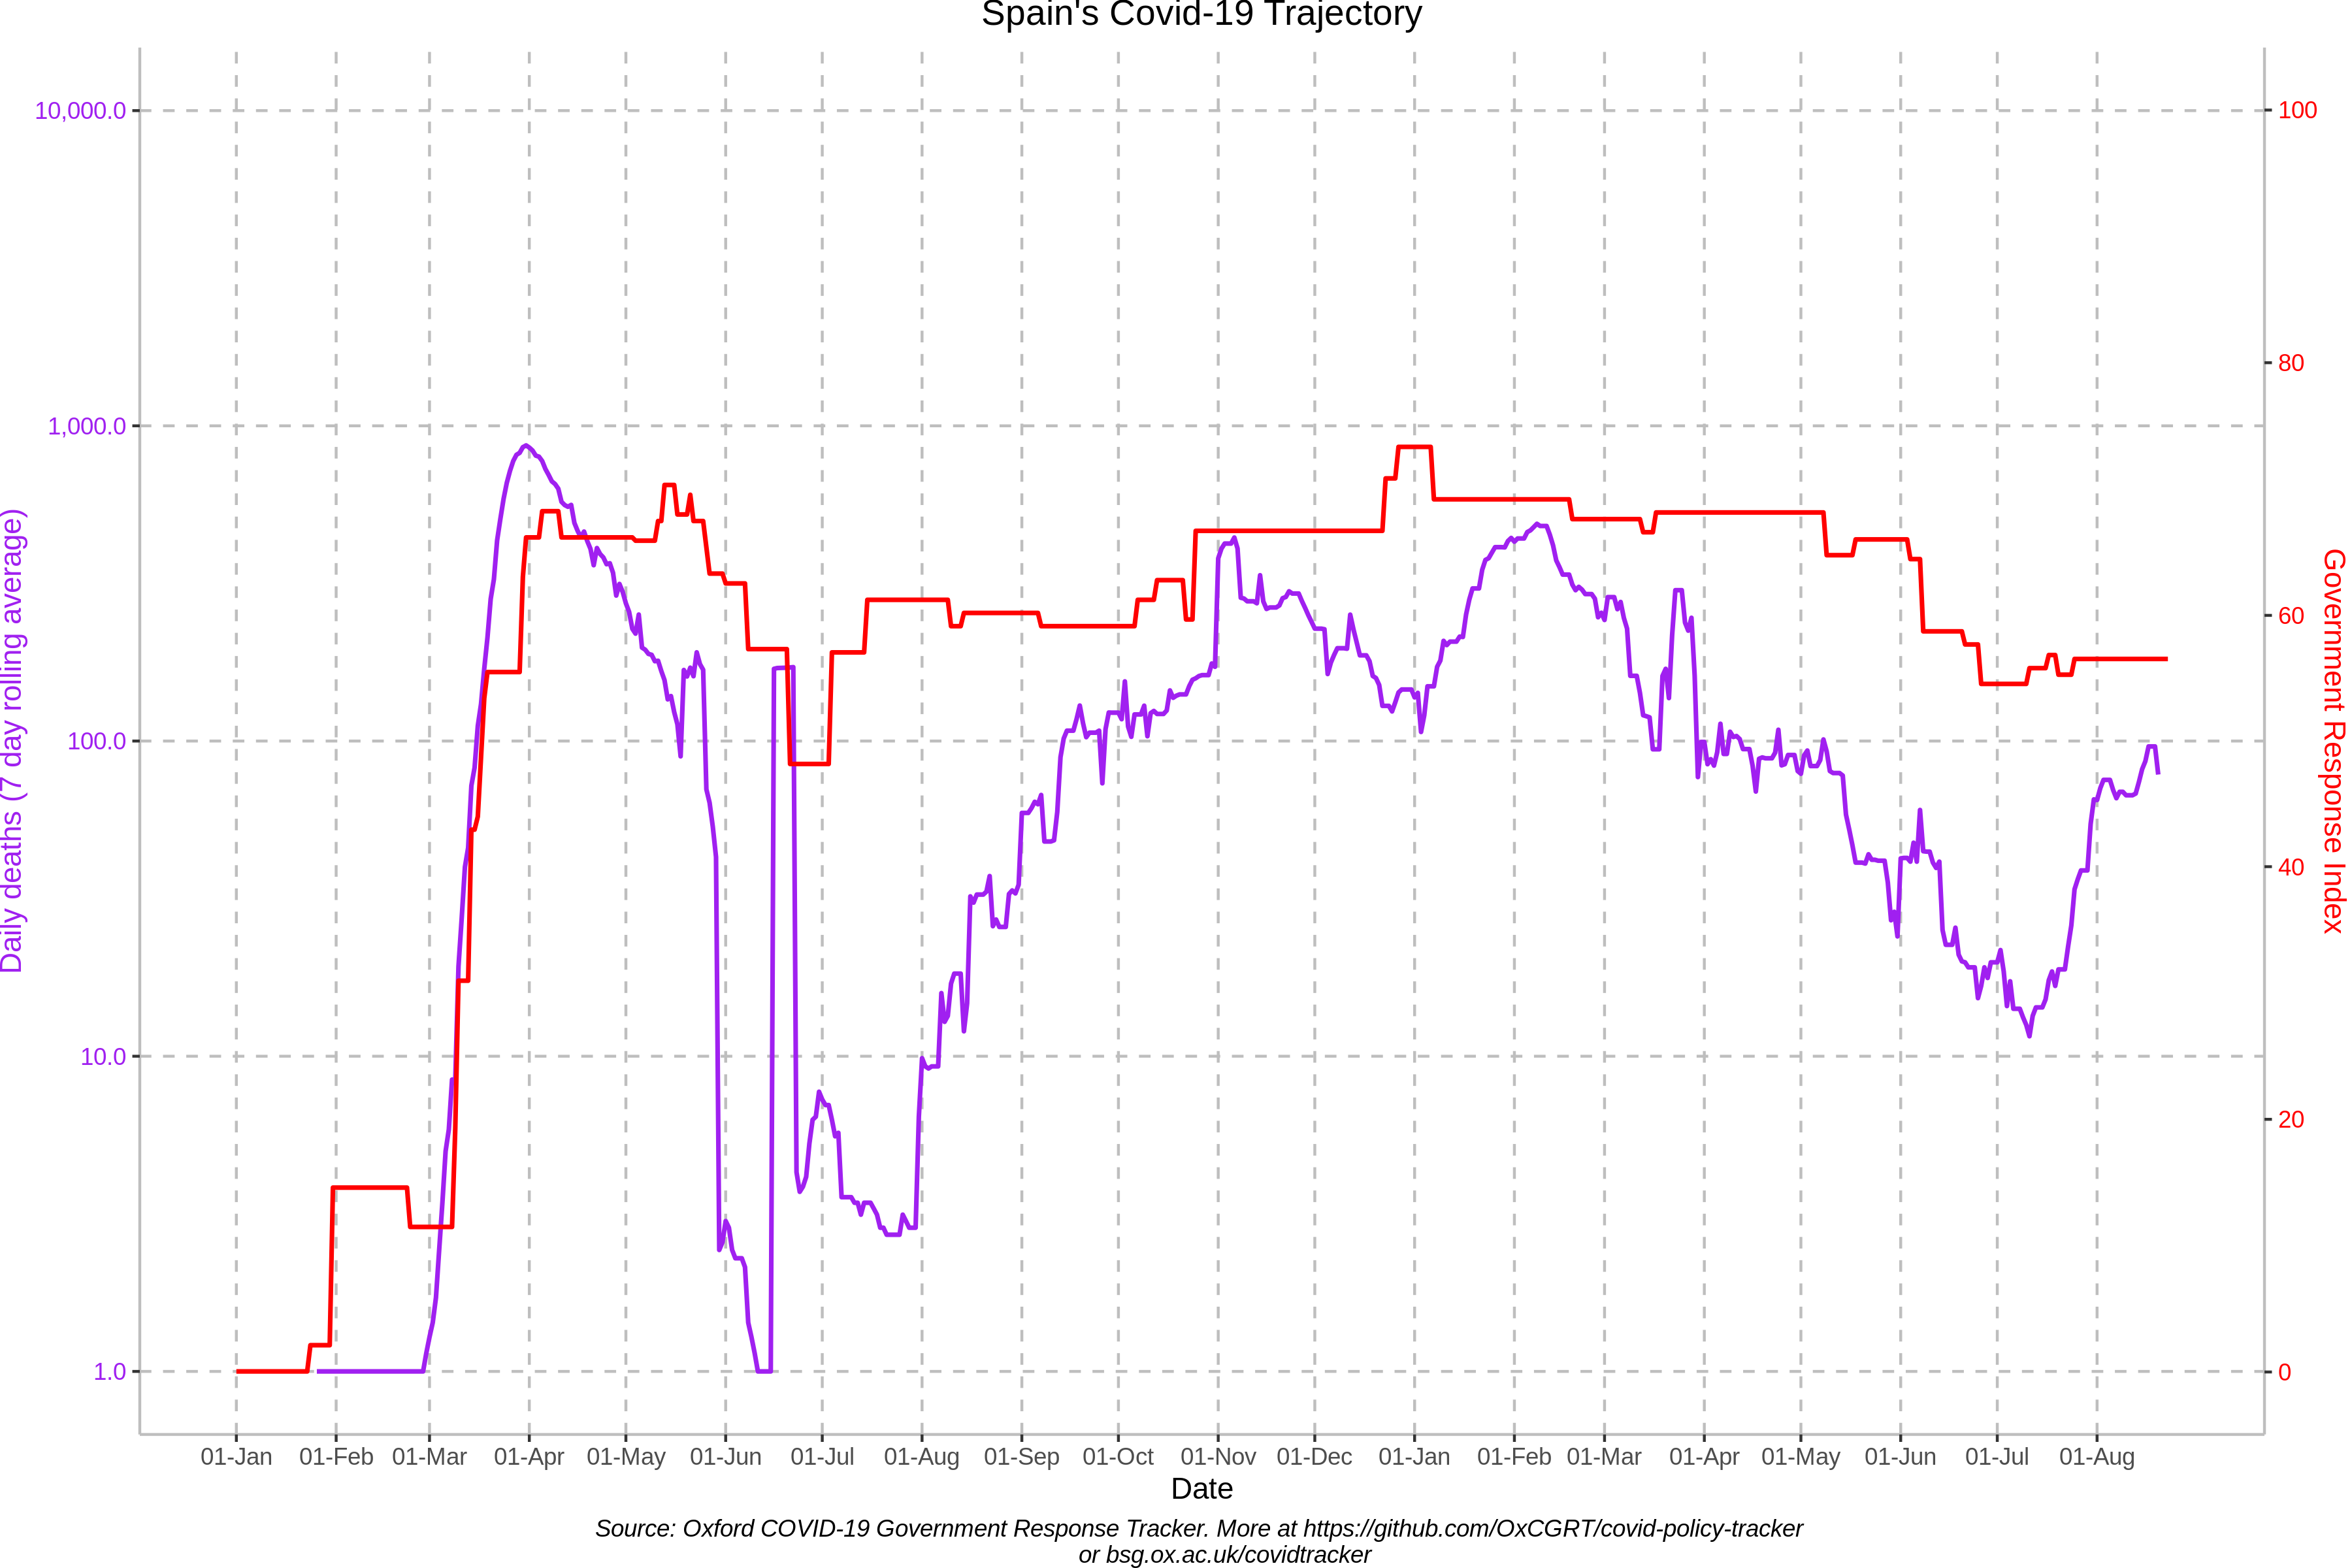 Spain's Covid-19 Trajectory
10,000.0
1,000.0
100.0
10.0
1.0
Daily deaths (7 day rolling average)
100
80
60
40
20
0
Government Response Index
01-Jan 01-Feb 01-Mar 01-Apr 01-May 01-Jun 01-Jul 01-Aug 01-Sep 01-Oct 01-Nov 01-Dec 01-Jan 01-Feb 01-Mar 01-Apr 01-May 01-Jun 01-Jul 01-Aug
Date
Source: Oxford COVID-19 Government Response Tracker. More at https://github.com/OxCGRT/covid-policy-tracker
or bsg.ox.ac.uk/covidtracker